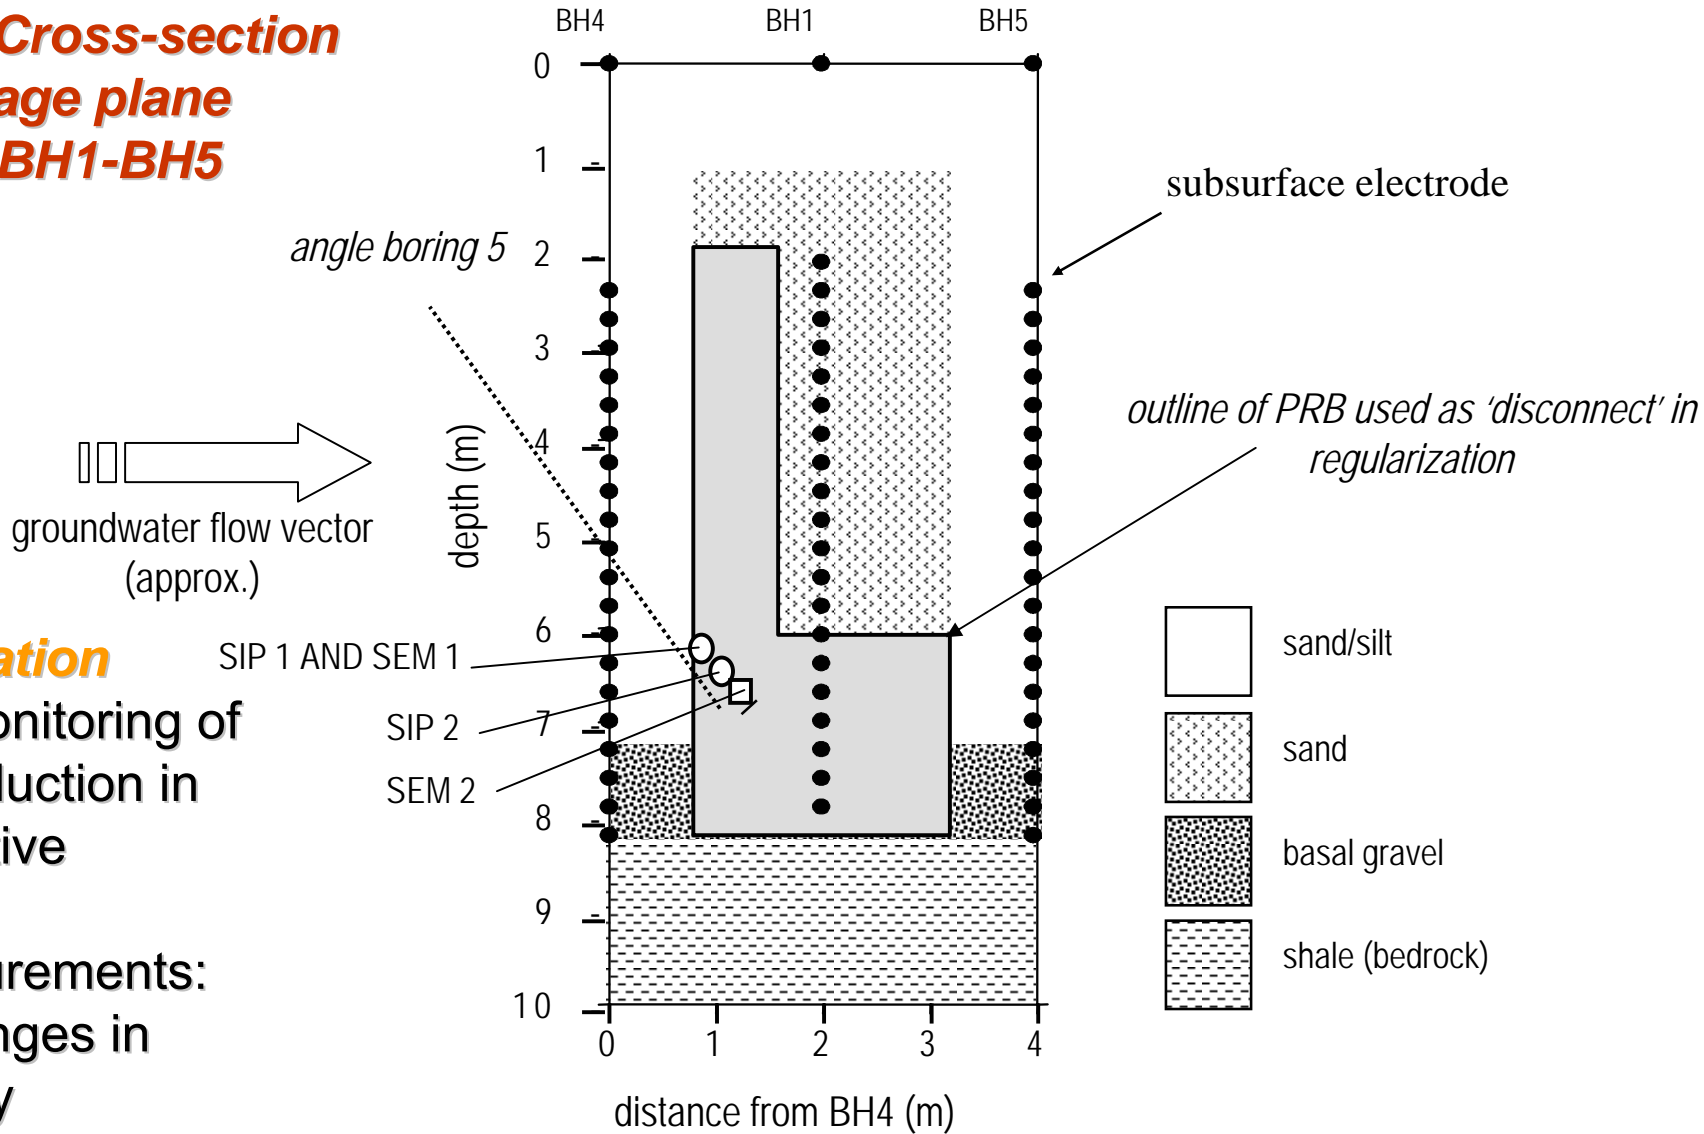 Cross-section
age plane
BH1-BH5
BH4
BH1
BH5
0
1
2
3
4
5
6
7
8
9
10
depth (m)
0
1
2
3
4
distance from BH4 (m)
angle boring 5
subsurface electrode
outline of PRB used as ‘disconnect’ in
regularization
groundwater flow vector
(approx.)
SIP 1 AND SEM 1
SIP 2
SEM 2
sand/silt
sand
basal gravel
shale (bedrock)
ation
onitoring of
duction in
tive
urements:
nges in
y